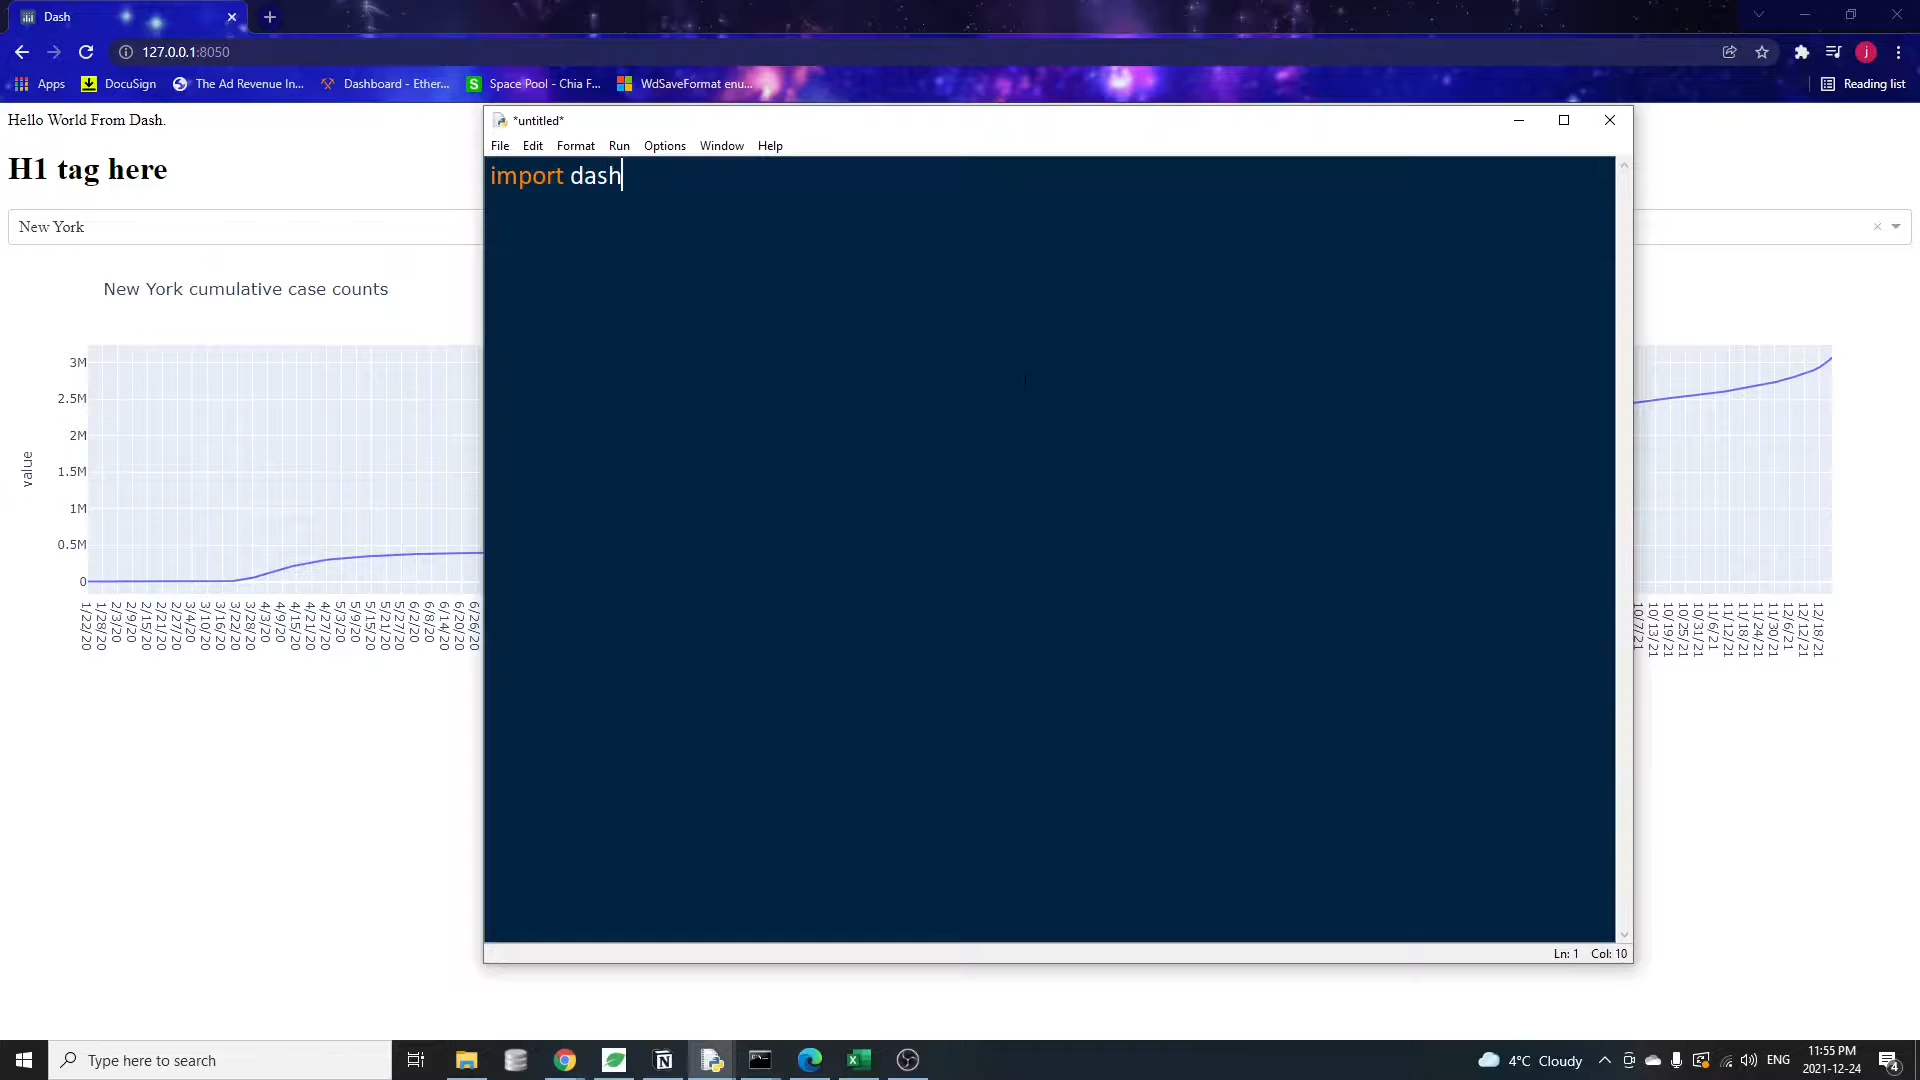 Dash
127.0.0.1:8050
Apps
DocuSign
The Ad Revenue In...
Dashboard - Ether...
S
Space Pool - Chia F...
WdSaveFormat enu...
j
Reading list
Hello World From Dash.
H1 tag here
New York
New York cumulative case counts
value
3M
2.5M
2M
1.5M
1M
0.5M
0
1/22/20
1/28/20
2/3/20
2/9/20
2/15/20
2/21/20
2/27/20
3/4/20
3/10/20
3/16/20
3/22/20
3/28/20
4/3/20
4/9/20
4/15/20
4/21/20
4/27/20
5/3/20
5/9/20
5/15/20
5/21/20
5/27/20
6/2/20
6/8/20
6/14/20
6/20/20
6/26/20
10/7/21
10/13/21
10/19/21
10/25/21
10/31/21
11/6/21
11/12/21
11/18/21
11/24/21
11/30/21
12/6/21
12/12/21
12/18/21
*untitled*
File Edit Format Run Options Window Help
import dash
Ln: 1 Col: 10
Type here to search
4°C Cloudy
ENG
11:55 PM
2021-12-24
4